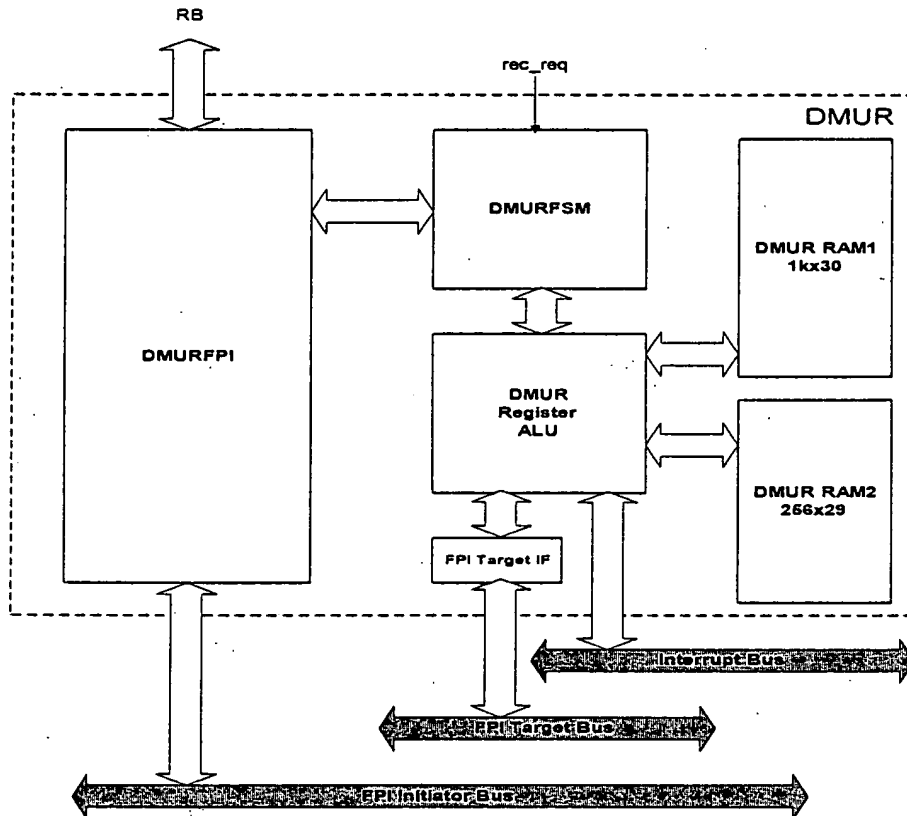 RB
rec_req
DMUR
DMURFPI
DMURFSM
DMUR RAM1
1kx30
DMUR
Register
ALU
DMUR RAM2
256x29
FPI Target IF
Interrupt Bus
FPI Target Bus
FPI Initiator Bus